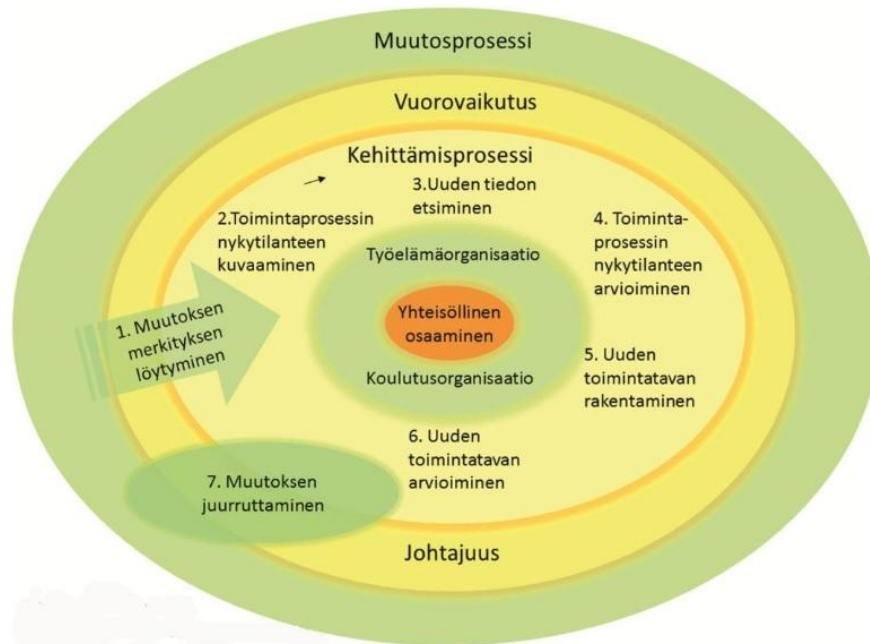 Muutosprosessi
Vuorovaikutus
Kehittämisprosessi
1. Muutoksen
merkityksen
löytyminen
2.Toimintaprosessin
nykytilanteen
kuvaaminen
3.Uuden tiedon
etsiminen
4. Toiminta-
prosessin
nykytilanteen
arvioiminen
Työelämäorganisaatio
Yhteisöllinen
osaaminen
Koulutusorganisaatio
5. Uuden
toimintatavan
rakentaminen
6. Uuden
toimintatavan
arvioiminen
7. Muutoksen
juurruttaminen
Johtajuus